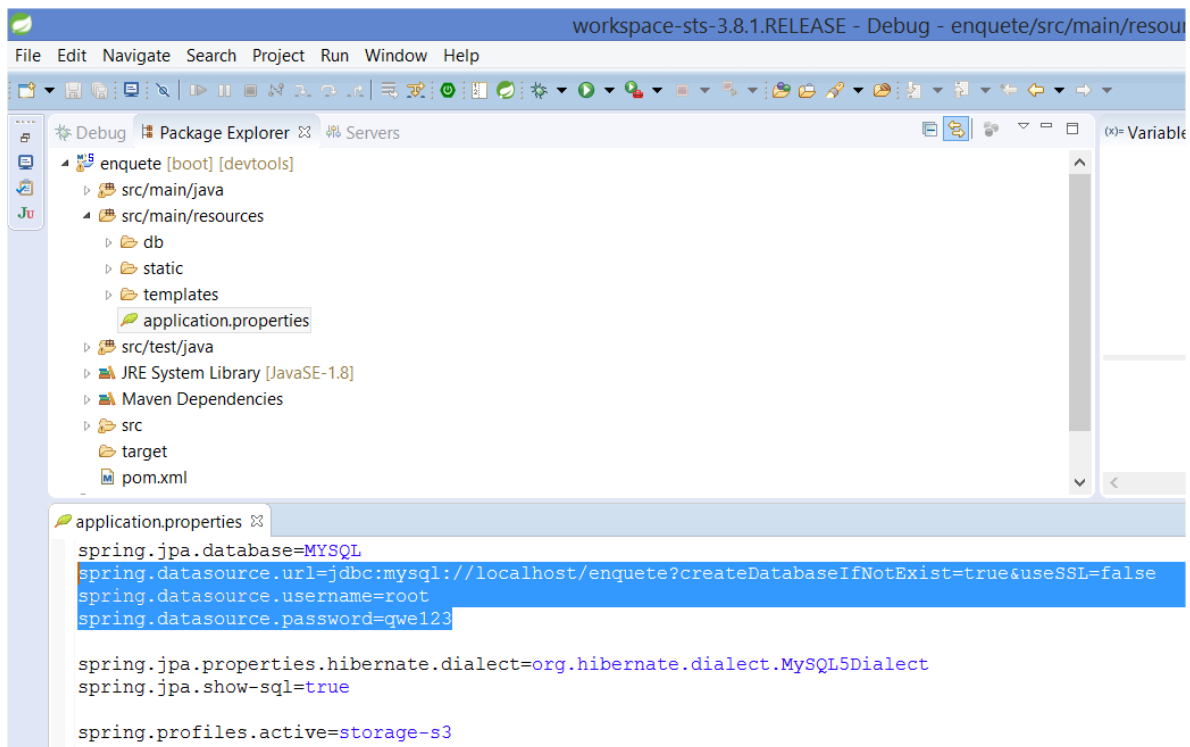 workspace-sts-3.8.1.RELEASE - Debug - enquete/src/main/resour
File Edit Navigate Search Project Run Window Help
Debug Package Explorer Servers
(x)= Variable
enquete [boot] [devtools]
src/main/java
src/main/resources
db
static
templates
application.properties
src/test/java
JRE System Library [JavaSE-1.8]
Maven Dependencies
src
target
pom.xml
Ju
application.properties
spring.jpa.database=MYSQL
spring.datasource.url=jdbc:mysql://localhost/enquete?createDatabaseIfNotExist=true&useSSL=false
spring.datasource.username=root
spring.datasource.password=qwe123
spring.jpa.properties.hibernate.dialect=org.hibernate.dialect.MySQL5Dialect
spring.jpa.show-sql=true
spring.profiles.active=storage-s3